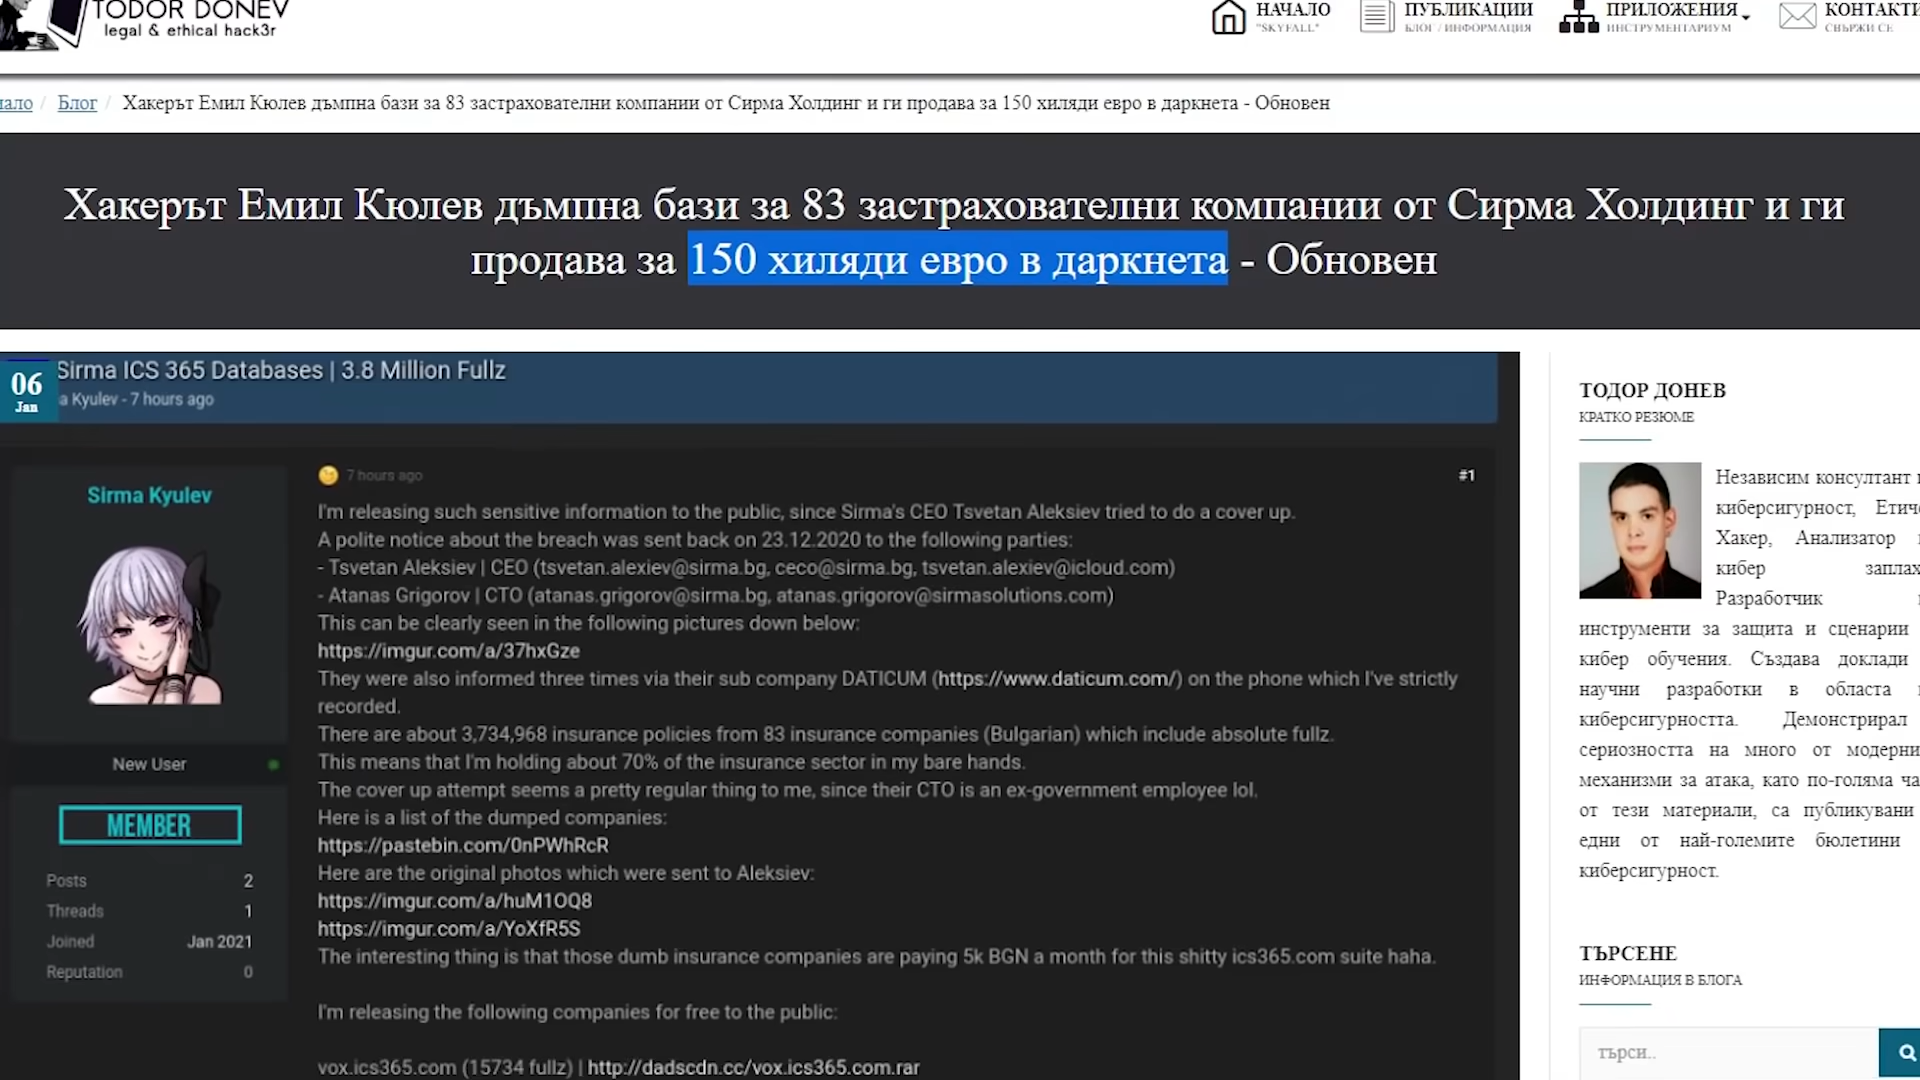 TODOR DONEV
legal & ethical hack3r
НАЧАЛО
"SKYFALL"
ПУБЛИКАЦИИ
БЛОГ / ИНФОРМАЦИЯ
ПРИЛОЖЕНИЯ
ИНСТРУМЕНТАРИУМ
КОНТАКТИ
СВЪРЖИ СЕ
/ Блог / Хакерът Емил Кюлев дъмпна бази за 83 застрахователни компании от Сирма Холдинг и ги продава за 150 хиляди евро в даркнета - Обновен
Хакерът Емил Кюлев дъмпна бази за 83 застрахователни компании от Сирма Холдинг и ги
продава за 150 хиляди евро в даркнета - Обновен
06
Jan
Sirma ICS 365 Databases | 3.8 Million Fullz
a Kyulev - 7 hours ago
Sirma Kyulev
New User
MEMBER
Posts 2
Threads 1
Joined Jan 2021
Reputation 0
7 hours ago #1
I'm releasing such sensitive information to the public, since Sirma's CEO Tsvetan Aleksiev tried to do a cover up.
A polite notice about the breach was sent back on 23.12.2020 to the following parties:
- Tsvetan Aleksiev | CEO (tsvetan.alexiev@sirma.bg, ceco@sirma.bg, tsvetan.alexiev@icloud.com)
- Atanas Grigorov | CTO (atanas.grigorov@sirma.bg, atanas.grigorov@sirmasolutions.com)
This can be clearly seen in the following pictures down below:
https://imgur.com/a/37hxGze
They were also informed three times via their sub company DATICUM (https://www.daticum.com/) on the phone which I've strictly
recorded.
There are about 3,734,968 insurance policies from 83 insurance companies (Bulgarian) which include absolute fullz.
This means that I'm holding about 70% of the insurance sector in my bare hands.
The cover up attempt seems a pretty regular thing to me, since their CTO is an ex-government employee lol.
Here is a list of the dumped companies:
https://pastebin.com/0nPWhRcR
Here are the original photos which were sent to Aleksiev:
https://imgur.com/a/huM1OQ8
https://imgur.com/a/YoXfR5S
The interesting thing is that those dumb insurance companies are paying 5k BGN a month for this shitty ics365.com suite haha.
I'm releasing the following companies for free to the public:
vox.ics365.com (15734 fullz) | http://dadscdn.cc/vox.ics365.com.rar
ТОДОР ДОНЕВ
КРАТКО РЕЗЮМЕ
Независим консултант
киберсигурност,
Хакер, Анализатор
кибер
Разработчик
инструменти за защита и сценарии
кибер обучения. Създава доклади
научни разработки в областа
киберсигурността. Демонстрирал
сериозността на много от
механизми за атака, като по-голяма
от тези материали, са публикувани
едни от най-големите бюлетини
киберсигурност.
ТЪРСЕНЕ
ИНФОРМАЦИЯ В БЛОГА
търси..